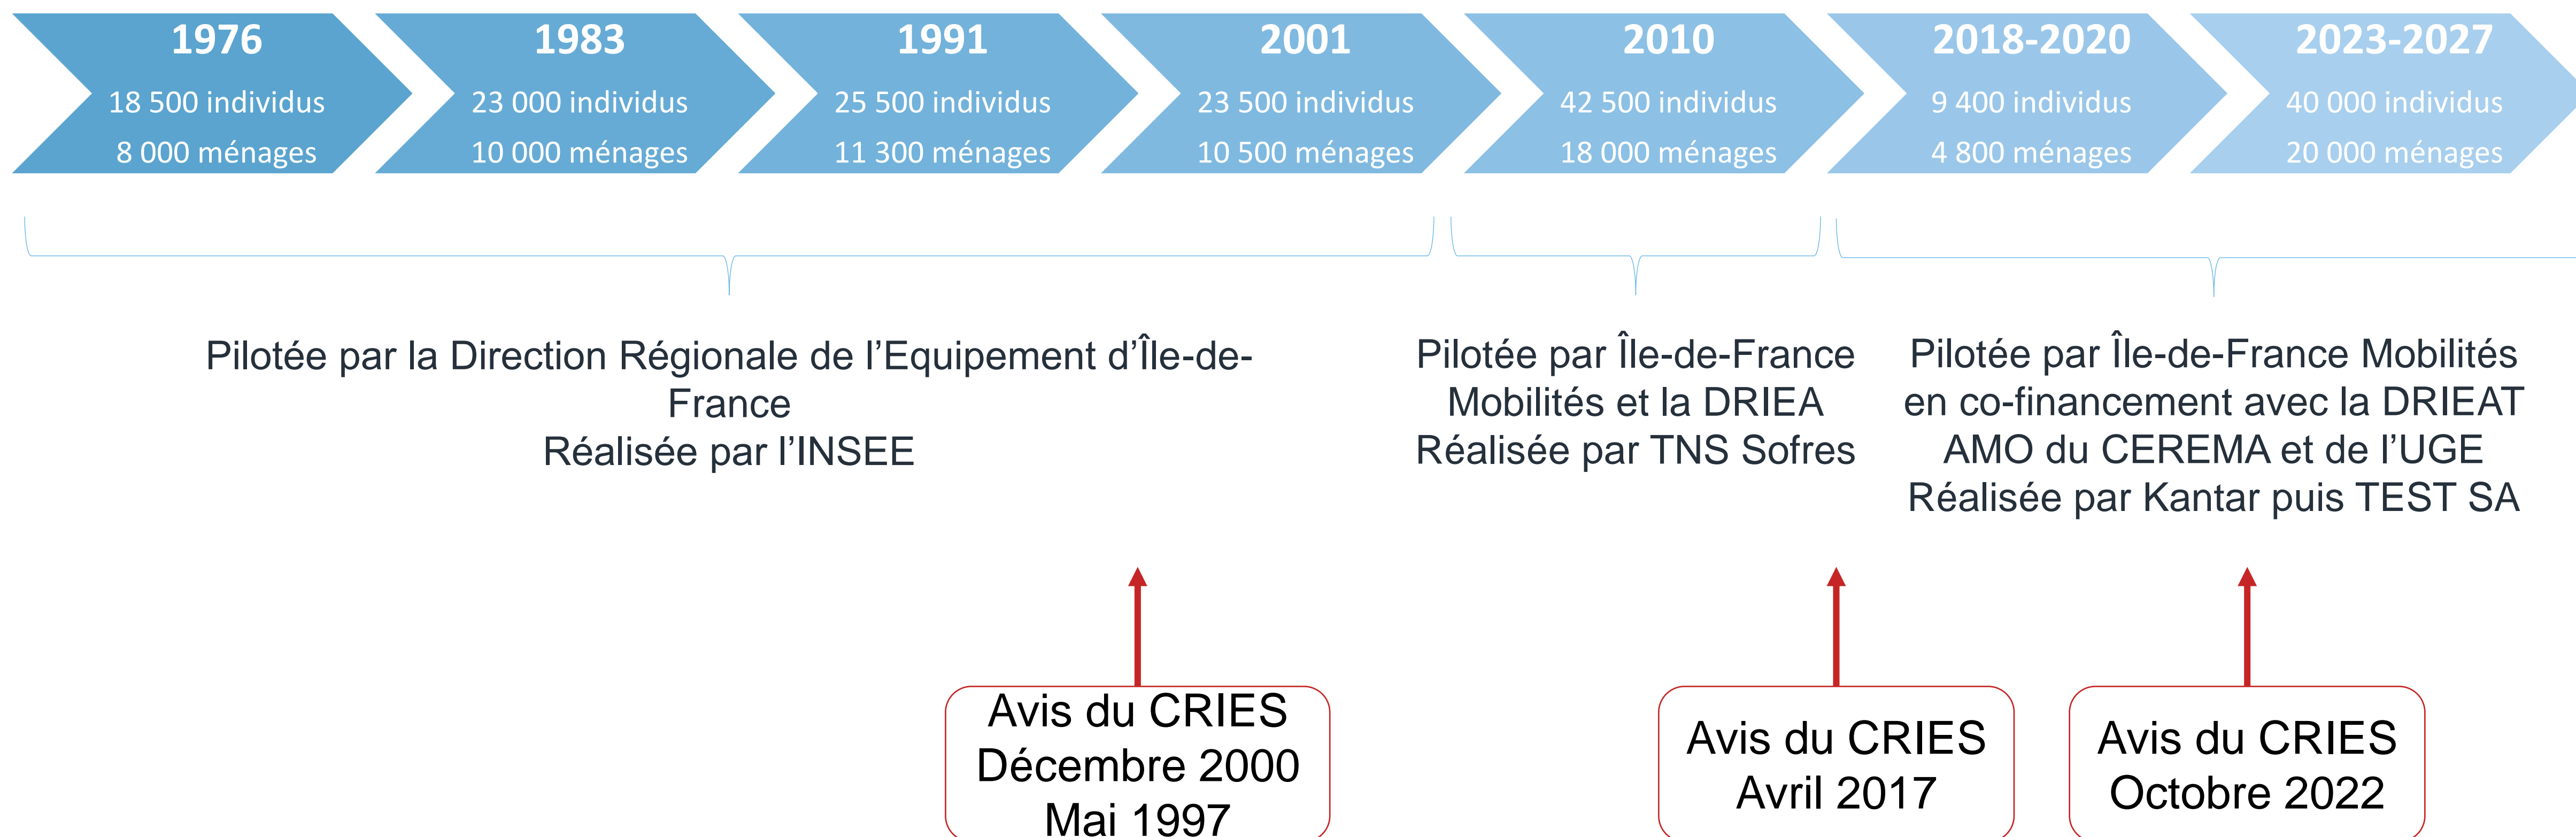 1976
18 500 individus
8 000 ménages
1983
23 000 individus
10 000 ménages
1991
25 500 individus
11 300 ménages
2001
23 500 individus
10 500 ménages
2010
42 500 individus
18 000 ménages
2018-2020
9 400 individus
4 800 ménages
2023-2027
40 000 individus
20 000 ménages
Pilotée par la Direction Régionale de l’Equipement d’Île-de-
France
Réalisée par l’INSEE
Pilotée par Île-de-France
Mobilités et la DRIEA
Réalisée par TNS Sofres
Pilotée par Île-de-France Mobilités
en co-financement avec la DRIEAT
AMO du CEREMA et de l’UGE
Réalisée par Kantar puis TEST SA
Avis du CRIES
Décembre 2000
Mai 1997
Avis du CRIES
Avril 2017
Avis du CRIES
Octobre 2022